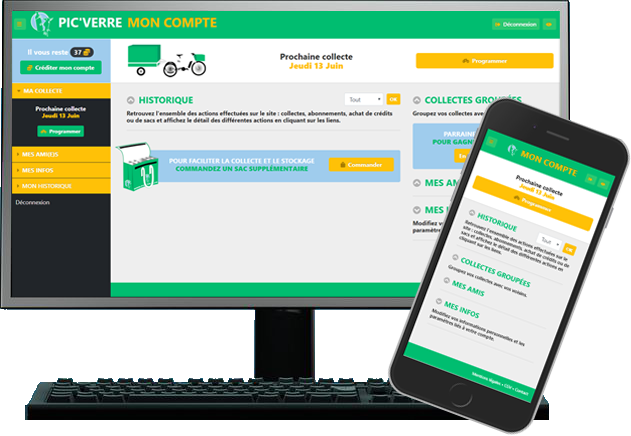 PIC'VERRE MON COMPTE
Déconnexion
Il vous reste 37
Créditer mon compte
MA COLLECTE
Prochaine collecte
Jeudi 13 Juin
Programmer
MES AMI(E)S
MES INFOS
MON HISTORIQUE
Déconnexion
Prochaine collecte
Jeudi 13 Juin
Programmer
HISTORIQUE
Tout
OK
Retrouvez l'ensemble des actions effectuées sur le site : collectes, abonnements, achat de crédits
ou de sacs et affichez le détail des différentes actions en cliquant sur les liens.
POUR FACILITER LA COLLECTE ET LE STOCKAGE
COMMANDEZ UN SAC SUPPLÉMENTAIRE
Commander
COLLECTES GROUPÉES
Groupez vos collectes avec
PARRAINE
POUR GAGN
En
MES AM
MES I
Modifiez v
paramètre
MON COMPTE
Prochaine collecte
Jeudi 13 Juin
Programmer
HISTORIQUE
Tout
OK
Retrouvez l'ensemble des actions effectuées sur le
site : collectes, abonnements, achat de crédits ou de
sacs et affichez le détail des différentes actions en
cliquant sur les liens.
COLLECTES GROUPÉES
Groupez vos collectes avec vos voisins.
MES AMIS
MES INFOS
Modifiez vos informations personnelles et les
paramètres liés à votre compte.
Mentions légales • CGV • Contact